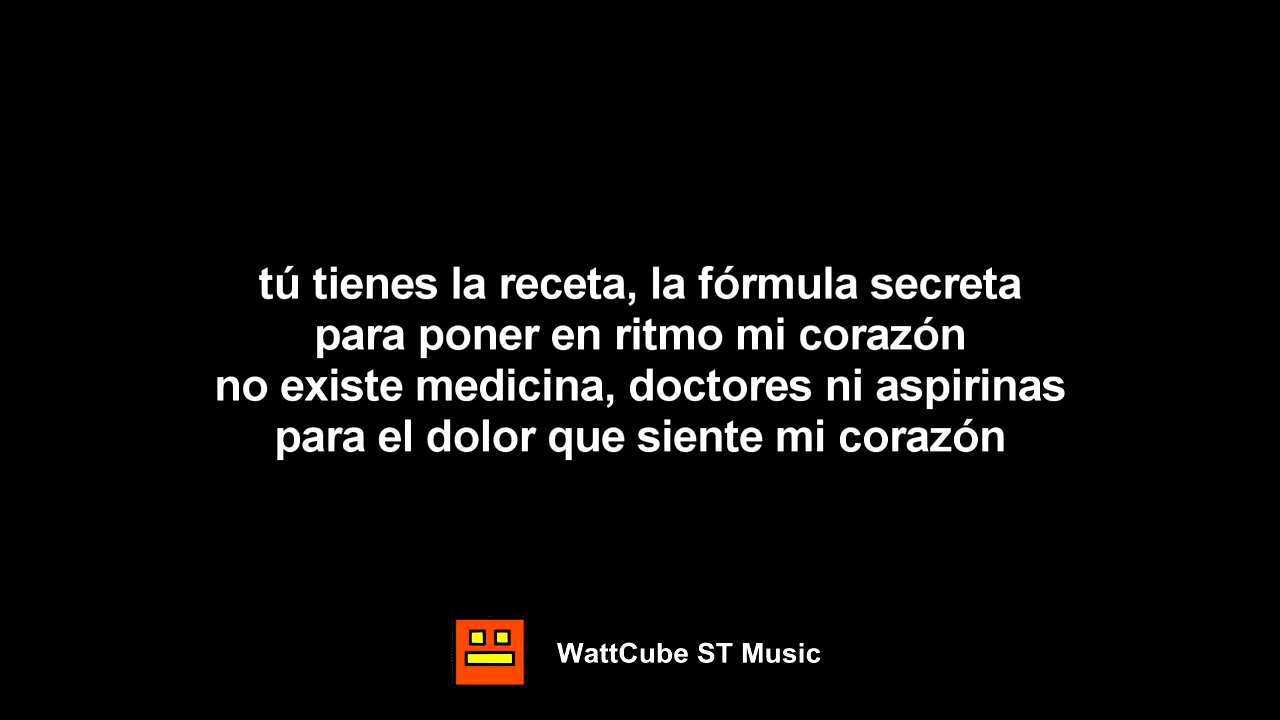 tú tienes la receta, la fórmula secreta
para poner en ritmo mi corazón
no existe medicina, doctores ni aspirinas
para el dolor que siente mi corazón
WattCube ST Music